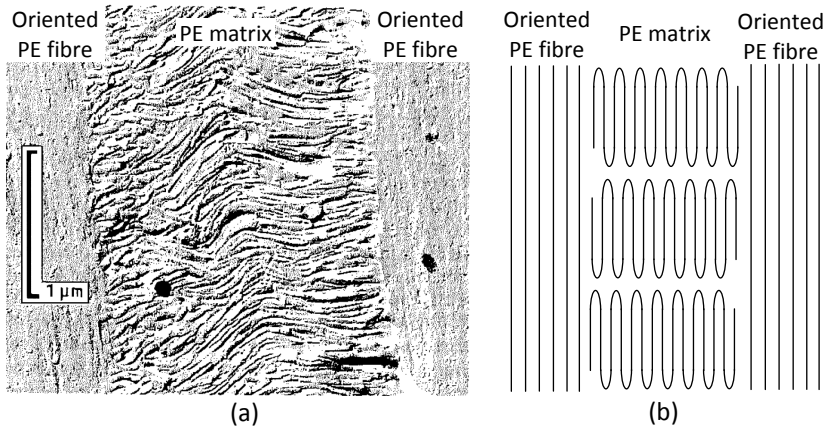 Oriented
PE fibre
PE matrix
Oriented
PE fibre
1 µm
(a)
Oriented
PE fibre
PE matrix
Oriented
PE fibre
(b)